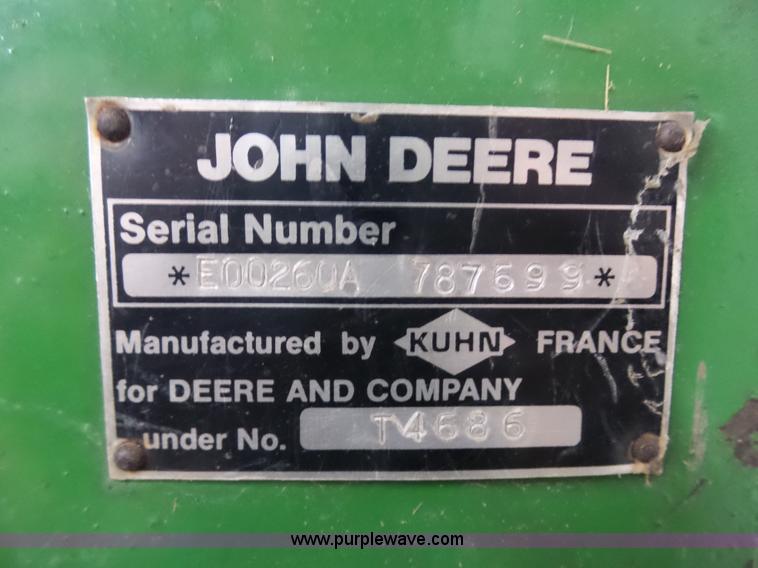 JOHN DEERE
Serial Number
*E00260A 787699*
Manufactured by KUHN FRANCE
for DEERE AND COMPANY
under No. T4686
www.purplewave.com